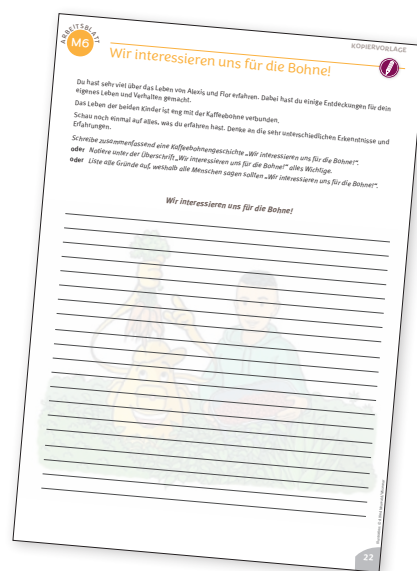 ARBEITSBLATT
M6
KOPIERVORLAGE
Wir interessieren uns für die Bohne!
Du hast sehr viel über das Leben von Alexis und Flor erfahren. Dabei hast du einige Entdeckungen für dein
eigenes Leben und Verhalten gemacht.
Das Leben der beiden Kinder ist eng mit der Kaffeebohne verbunden.
Schau noch einmal auf alles, was du erfahren hast. Denke an die sehr unterschiedlichen Erkenntnisse und
Erfahrungen.
Schreibe zusammenfassend eine Kaffeebohnengeschichte „Wir interessieren uns für die Bohne!“.
oder Notiere unter der Überschrift „Wir interessieren uns für die Bohne!“ alles Wichtige.
oder Liste alle Gründe auf, weshalb alle Menschen sagen sollten „Wir interessieren uns für die Bohne!“.
Wir interessieren uns für die Bohne!
22